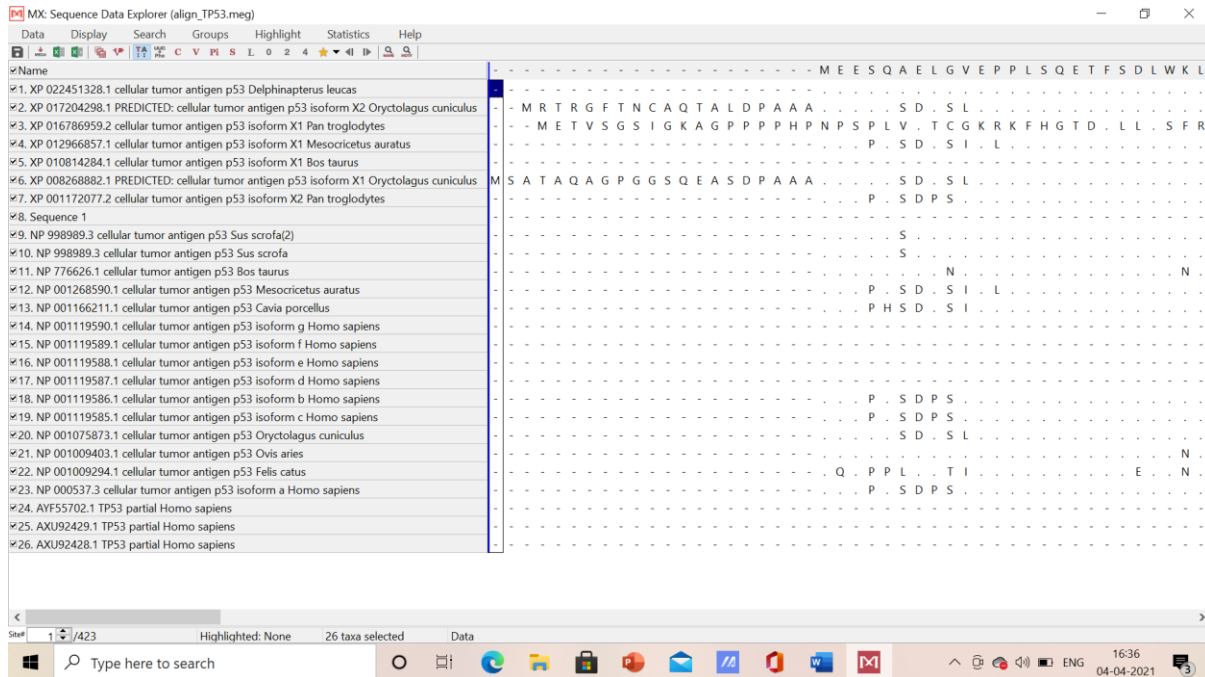 MX: Sequence Data Explorer (align_TP53.meg)
Data Display Search Groups Highlight Statistics Help
TA UUC Phe C V Pi S L 0 2 4
Name - - - - - - - - - - - - - - - - - - - - - M E E S Q A E L G V E P P L S Q E T F S D L W K L
1. XP 022451328.1 cellular tumor antigen p53 Delphinapterus leucas - - - - - - - - - - - - - - - - - - - - - . . . . . . . . . . . . . . . . . . . . . . . . .
2. XP 017204298.1 PREDICTED: cellular tumor antigen p53 isoform X2 Oryctolagus cuniculus - - M R T R G F T N C A Q T A L D P A A A . . . . . S D . S L . . . . . . . . . . . . . . .
3. XP 016786959.2 cellular tumor antigen p53 isoform X1 Pan troglodytes - - - M E T V S G S I G K A G P P P P H P N P S P L V . T C G K R K F H G T D . L L . S F R
4. XP 012966857.1 cellular tumor antigen p53 isoform X1 Mesocricetus auratus - - - - - - - - - - - - - - - - - - - - - . . . P . S D . S I . L . . . . . . . . . . . . .
5. XP 010814284.1 cellular tumor antigen p53 isoform X1 Bos taurus - - - - - - - - - - - - - - - - - - - - - - - - - - - - - - - - - - - - - - - - - - - - - -
6. XP 008268882.1 PREDICTED: cellular tumor antigen p53 isoform X1 Oryctolagus cuniculus M S A T A Q A G P G G S Q E A S D P A A A . . . . . S D . S L . . . . . . . . . . . . . . .
7. XP 001172077.2 cellular tumor antigen p53 isoform X2 Pan troglodytes - - - - - - - - - - - - - - - - - - - - - . . . P . S D P S . . . . . . . . . . . . . . . .
8. Sequence 1 - - - - - - - - - - - - - - - - - - - - - - - - - - - - - - - - - - - - - - - - - - - - - -
9. NP 998989.3 cellular tumor antigen p53 Sus scrofa(2) - - - - - - - - - - - - - - - - - - - - - . . . . . S . . . . . . . . . . . . . . . . . . .
10. NP 998989.3 cellular tumor antigen p53 Sus scrofa - - - - - - - - - - - - - - - - - - - - - . . . . . S . . . . . . . . . . . . . . . . . . .
11. NP 776626.1 cellular tumor antigen p53 Bos taurus - - - - - - - - - - - - - - - - - - - - - . . . . . . . . N . . . . . . . . . . . . . . N .
12. NP 001268590.1 cellular tumor antigen p53 Mesocricetus auratus - - - - - - - - - - - - - - - - - - - - - . . . P . S D . S I . L . . . . . . . . . . . . .
13. NP 001166211.1 cellular tumor antigen p53 Cavia porcellus - - - - - - - - - - - - - - - - - - - - - . . . P H S D . S I . . . . . . . . . . . . . . .
14. NP 001119590.1 cellular tumor antigen p53 isoform g Homo sapiens - - - - - - - - - - - - - - - - - - - - - - - - - - - - - - - - - - - - - - - - - - - - - -
15. NP 001119589.1 cellular tumor antigen p53 isoform f Homo sapiens - - - - - - - - - - - - - - - - - - - - - - - - - - - - - - - - - - - - - - - - - - - - - -
16. NP 001119588.1 cellular tumor antigen p53 isoform e Homo sapiens - - - - - - - - - - - - - - - - - - - - - - - - - - - - - - - - - - - - - - - - - - - - - -
17. NP 001119587.1 cellular tumor antigen p53 isoform d Homo sapiens - - - - - - - - - - - - - - - - - - - - - - - - - - - - - - - - - - - - - - - - - - - - - -
18. NP 001119586.1 cellular tumor antigen p53 isoform b Homo sapiens - - - - - - - - - - - - - - - - - - - - - . . . P . S D P S . . . . . . . . . . . . . . . .
19. NP 001119585.1 cellular tumor antigen p53 isoform c Homo sapiens - - - - - - - - - - - - - - - - - - - - - . . . P . S D P S . . . . . . . . . . . . . . . .
20. NP 001075873.1 cellular tumor antigen p53 Oryctolagus cuniculus - - - - - - - - - - - - - - - - - - - - - . . . . . S D . S L . . . . . . . . . . . . . . .
21. NP 001009403.1 cellular tumor antigen p53 Ovis aries - - - - - - - - - - - - - - - - - - - - - . . . . . . . . . . . . . . . . . . . . . . . N .
22. NP 001009294.1 cellular tumor antigen p53 Felis catus - - - - - - - - - - - - - - - - - - - - - . Q . P P L . . T I . . . . . . . . . . E . . N .
23. NP 000537.3 cellular tumor antigen p53 isoform a Homo sapiens - - - - - - - - - - - - - - - - - - - - - . . . P . S D P S . . . . . . . . . . . . . . . .
24. AYF55702.1 TP53 partial Homo sapiens - - - - - - - - - - - - - - - - - - - - - - - - - - - - - - - - - - - - - - - - - - - - - -
25. AXU92429.1 TP53 partial Homo sapiens - - - - - - - - - - - - - - - - - - - - - - - - - - - - - - - - - - - - - - - - - - - - - -
26. AXU92428.1 TP53 partial Homo sapiens - - - - - - - - - - - - - - - - - - - - - - - - - - - - - - - - - - - - - - - - - - - - - -
Site# 1 /423 Highlighted: None 26 taxa selected Data
Type here to search ENG 16:36
04-04-2021 3